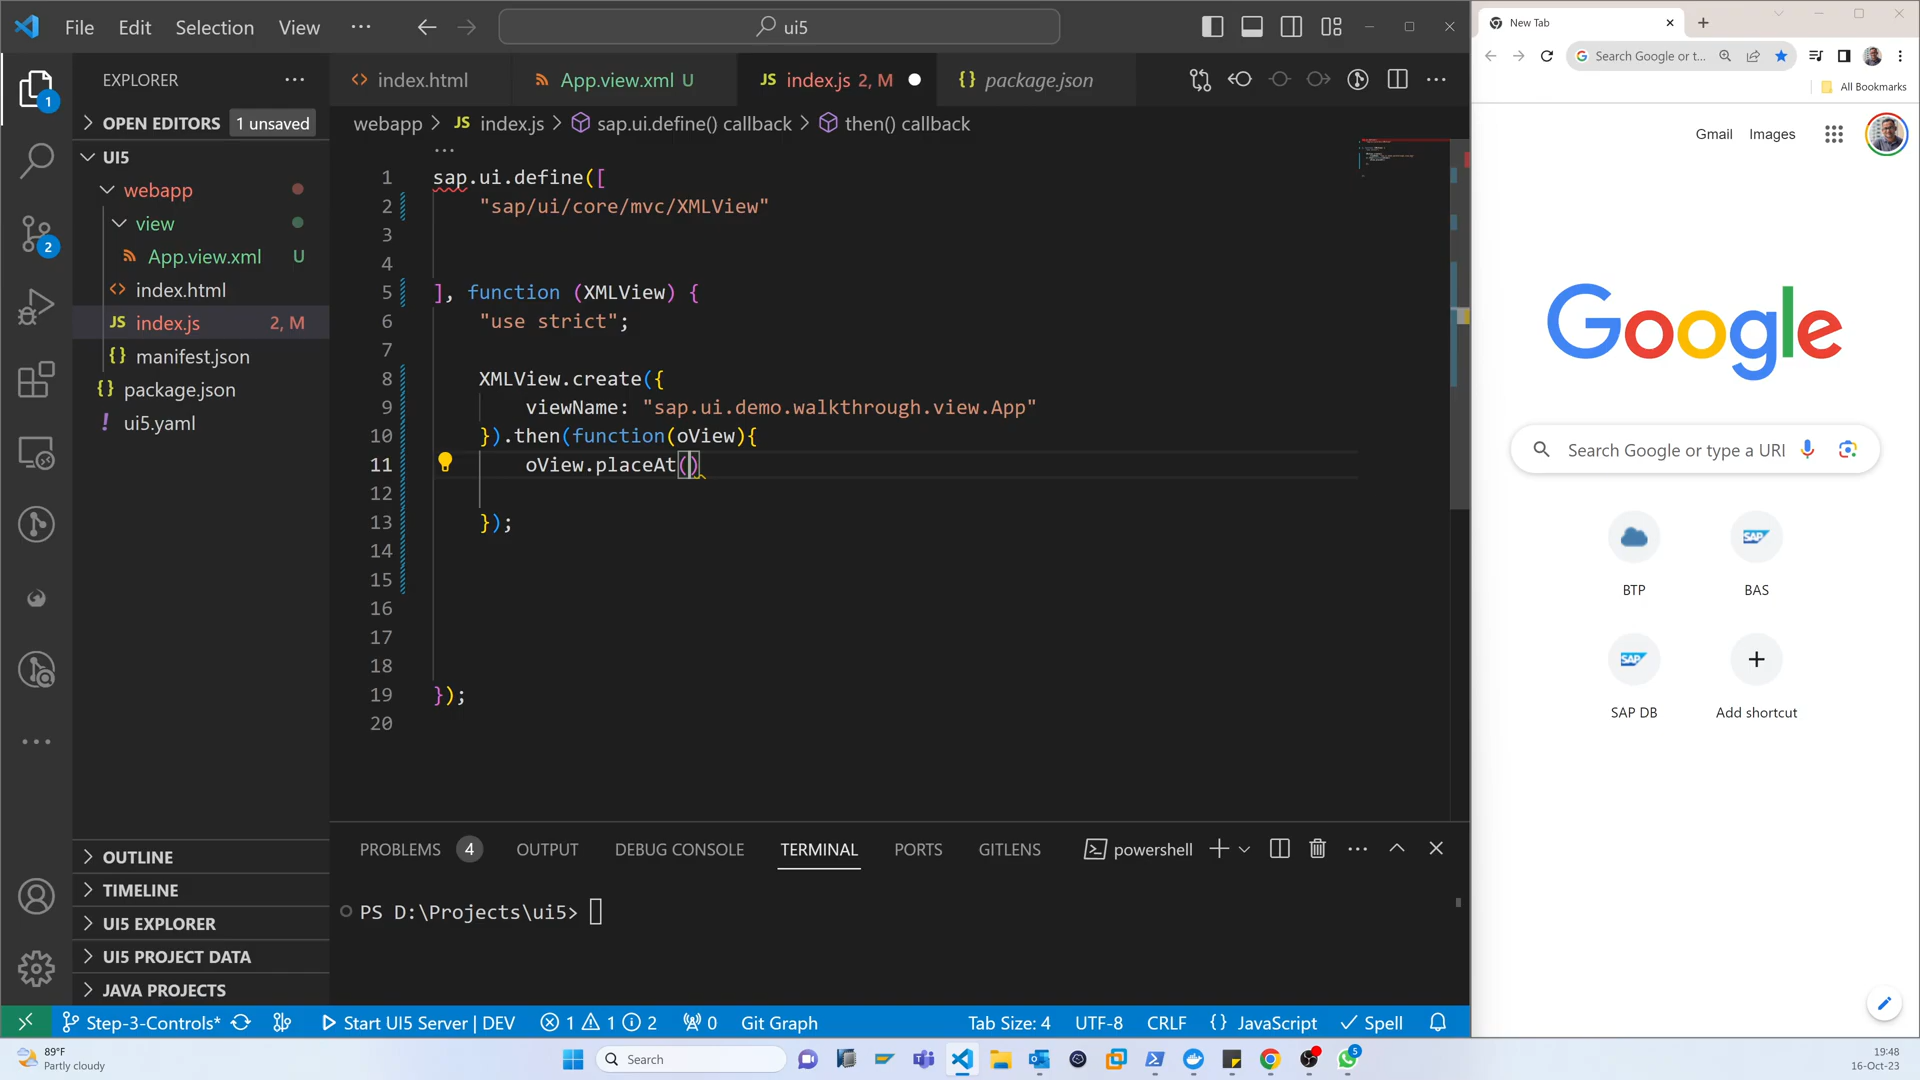 File Edit Selection View ··· ui5
EXPLORER ···
OPEN EDITORS 1 unsaved
UI5
webapp
view
App.view.xml U
index.html
index.js 2, M
manifest.json
package.json
ui5.yaml
OUTLINE
TIMELINE
UI5 EXPLORER
UI5 PROJECT DATA
JAVA PROJECTS
1
2
index.html App.view.xml U index.js 2, M package.json
webapp > JS index.js > sap.ui.define() callback > then() callback
1 sap.ui.define([
2 "sap/ui/core/mvc/XMLView"
3
4
5 ], function (XMLView) {
6 "use strict";
7
8 XMLView.create({
9 viewName: "sap.ui.demo.walkthrough.view.App"
10 }).then(function(oView){
11 oView.placeAt()
12
13 });
14
15
16
17
18
19 });
20
PROBLEMS 4 OUTPUT DEBUG CONSOLE TERMINAL PORTS GITLENS powershell
PS D:\Projects\ui5>
Step-3-Controls* Start UI5 Server | DEV 1 1 2 0 Git Graph Tab Size: 4 UTF-8 CRLF {} JavaScript Spell
New Tab
Search Google or t...
All Bookmarks
Gmail Images
Google
Search Google or type a URI
SAP
BTP BAS
SAP
SAP DB Add shortcut
89°F
Partly cloudy
Search
5
19:48
16-Oct-23